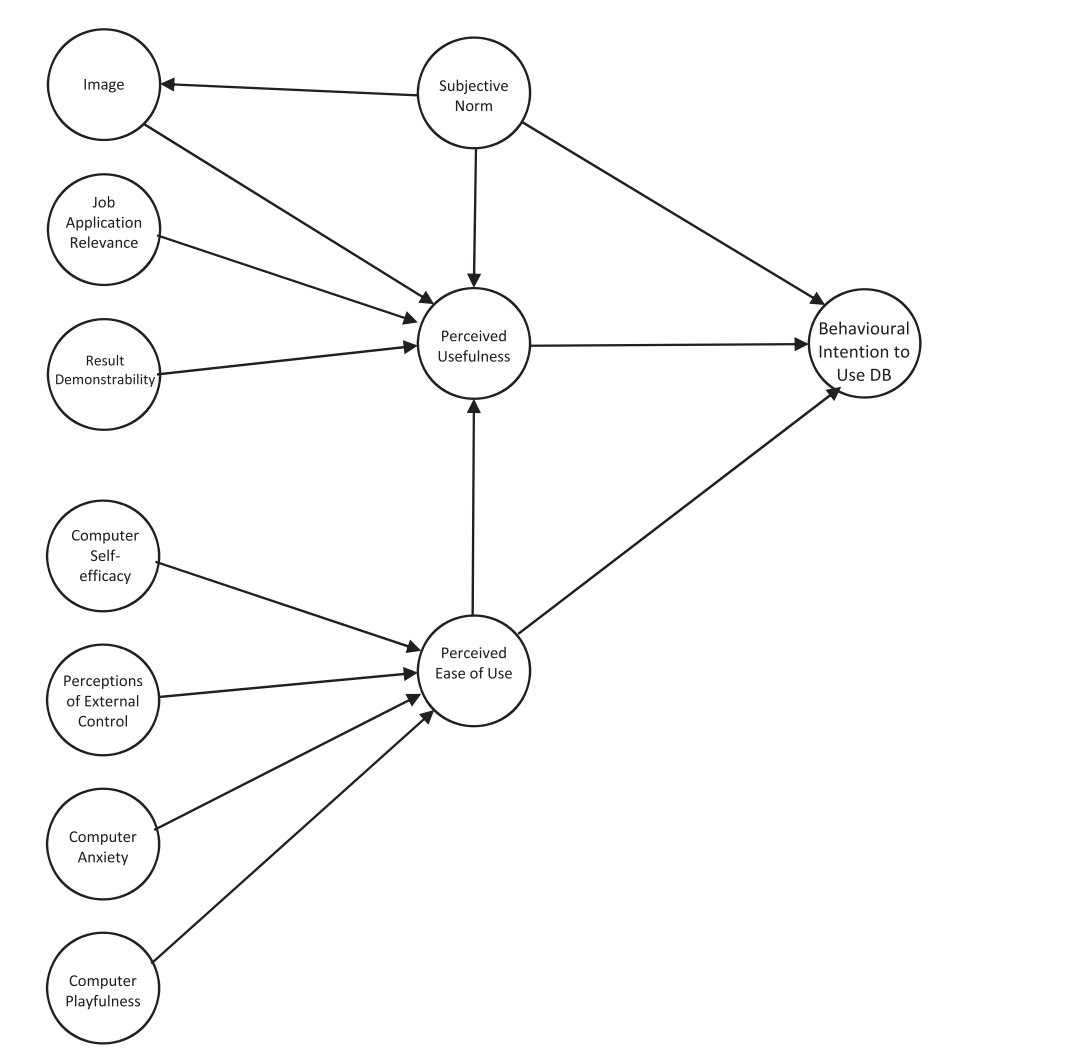 Image
Subjective
Norm
Job
Application
Relevance
Result
Demonstrability
Perceived
Usefulness
Behavioural
Intention to
Use DB
Computer
Self-
efficacy
Perceived
Ease of Use
Perceptions
of External
Control
Computer
Anxiety
Computer
Playfulness